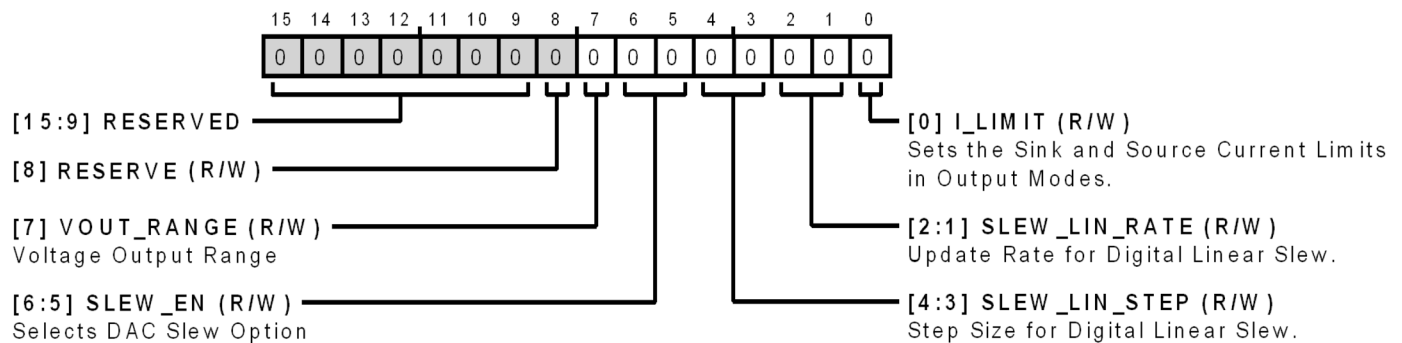 15 14 13 12 11 10 9 8 7 6 5 4 3 2 1 0
0 0 0 0 0 0 0 0 0 0 0 0 0 0 0 0
[15:9] RESERVED
[8] RESERVE (R/W)
[7] VOUT_RANGE (R/W)
Voltage Output Range
[6:5] SLEW_EN (R/W)
Selects DAC Slew Option
[0] I_LIMIT (R/W)
Sets the Sink and Source Current Limits
in Output Modes.
[2:1] SLEW_LIN_RATE (R/W)
Update Rate for Digital Linear Slew.
[4:3] SLEW_LIN_STEP (R/W)
Step Size for Digital Linear Slew.